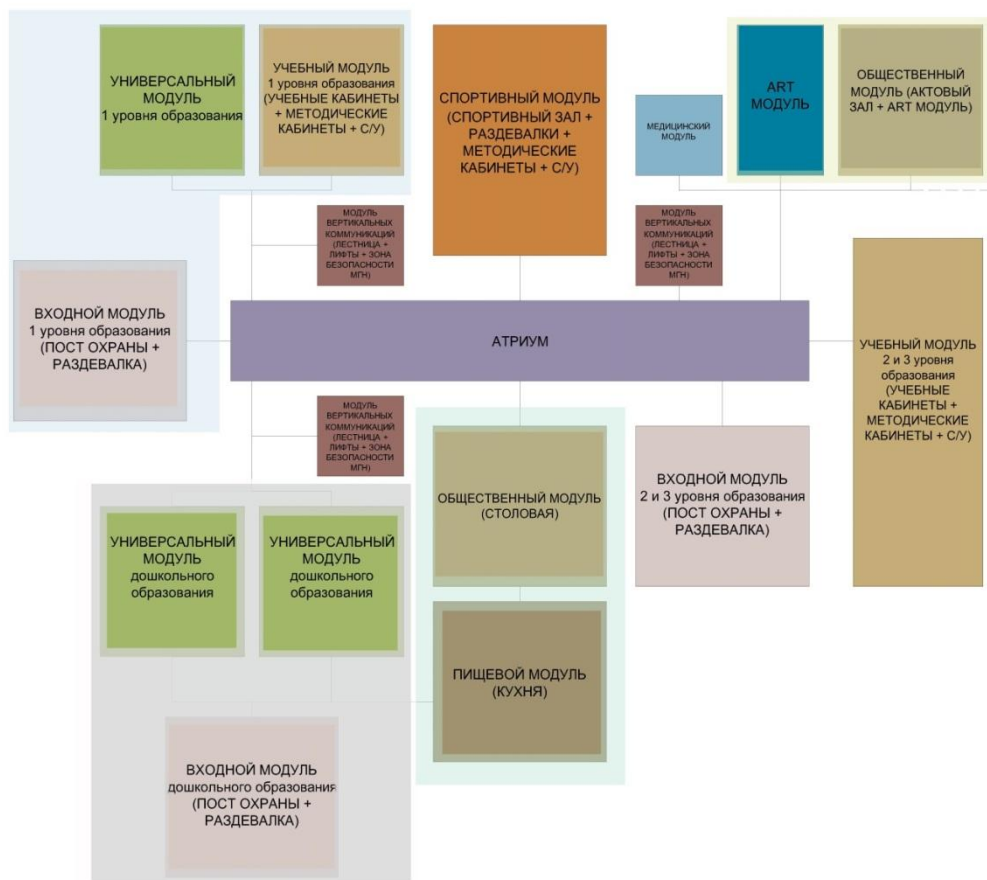 УНИВЕРСАЛЬНЫЙ
МОДУЛЬ
1 уровня образования
УЧЕБНЫЙ МОДУЛЬ
1 уровня образования
(УЧЕБНЫЕ КАБИНЕТЫ
+ МЕТОДИЧЕСКИЕ
КАБИНЕТЫ + С/У)
СПОРТИВНЫЙ МОДУЛЬ
(СПОРТИВНЫЙ ЗАЛ +
РАЗДЕВАЛКИ +
МЕТОДИЧЕСКИЕ
КАБИНЕТЫ + С/У)
МЕДИЦИНСКИЙ
МОДУЛЬ
ART
МОДУЛЬ
ОБЩЕСТВЕННЫЙ
МОДУЛЬ (АКТОВЫЙ
ЗАЛ + ART МОДУЛЬ)
МОДУЛЬ
ВЕРТИКАЛЬНЫХ
КОММУНИКАЦИЙ
(ЛЕСТНИЦА +
ЛИФТЫ + ЗОНА
БЕЗОПАСНОСТИ
МГН)
МОДУЛЬ
ВЕРТИКАЛЬНЫХ
КОММУНИКАЦИЙ
(ЛЕСТНИЦА +
ЛИФТЫ + ЗОНА
БЕЗОПАСНОСТИ
МГН)
ВХОДНОЙ МОДУЛЬ
1 уровня образования
(ПОСТ ОХРАНЫ +
РАЗДЕВАЛКА)
АТРИУМ
УЧЕБНЫЙ МОДУЛЬ
2 и 3 уровня
образования
(УЧЕБНЫЕ
КАБИНЕТЫ +
МЕТОДИЧЕСКИЕ
КАБИНЕТЫ + С/У)
МОДУЛЬ
ВЕРТИКАЛЬНЫХ
КОММУНИКАЦИЙ
(ЛЕСТНИЦА +
ЛИФТЫ + ЗОНА
БЕЗОПАСНОСТИ
МГН)
ОБЩЕСТВЕННЫЙ МОДУЛЬ
(СТОЛОВАЯ)
ВХОДНОЙ МОДУЛЬ
2 и 3 уровня образования
(ПОСТ ОХРАНЫ +
РАЗДЕВАЛКА)
УНИВЕРСАЛЬНЫЙ
МОДУЛЬ
дошкольного
образования
УНИВЕРСАЛЬНЫЙ
МОДУЛЬ
дошкольного
образования
ПИЩЕВОЙ МОДУЛЬ
(КУХНЯ)
ВХОДНОЙ МОДУЛЬ
дошкольного образования
(ПОСТ ОХРАНЫ +
РАЗДЕВАЛКА)